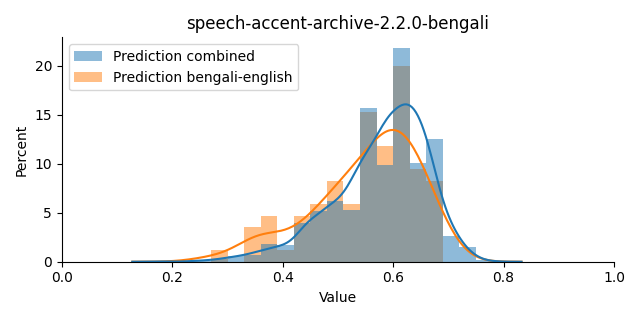 speech-accent-archive-2.2.0-bengali
Prediction combined
Prediction bengali-english
Percent
20
15
10
5
0
0.0 0.2 0.4 0.6 0.8 1.0
Value